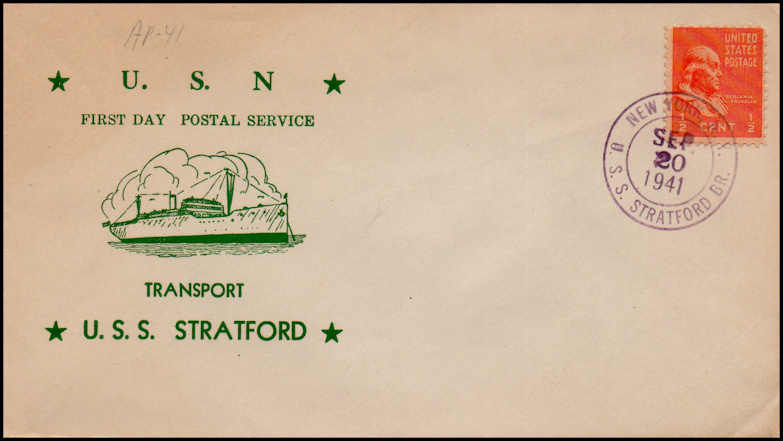 AP-41
★ U. S. N ★
FIRST DAY POSTAL SERVICE
TRANSPORT
★ U.S.S. STRATFORD ★
UNITED
STATES
POSTAGE
BENJAMIN
FRANKLIN
1/2 CENT 1/2
NEW YORK
SEP
20
1941
U. S. S. STRATFORD BR.